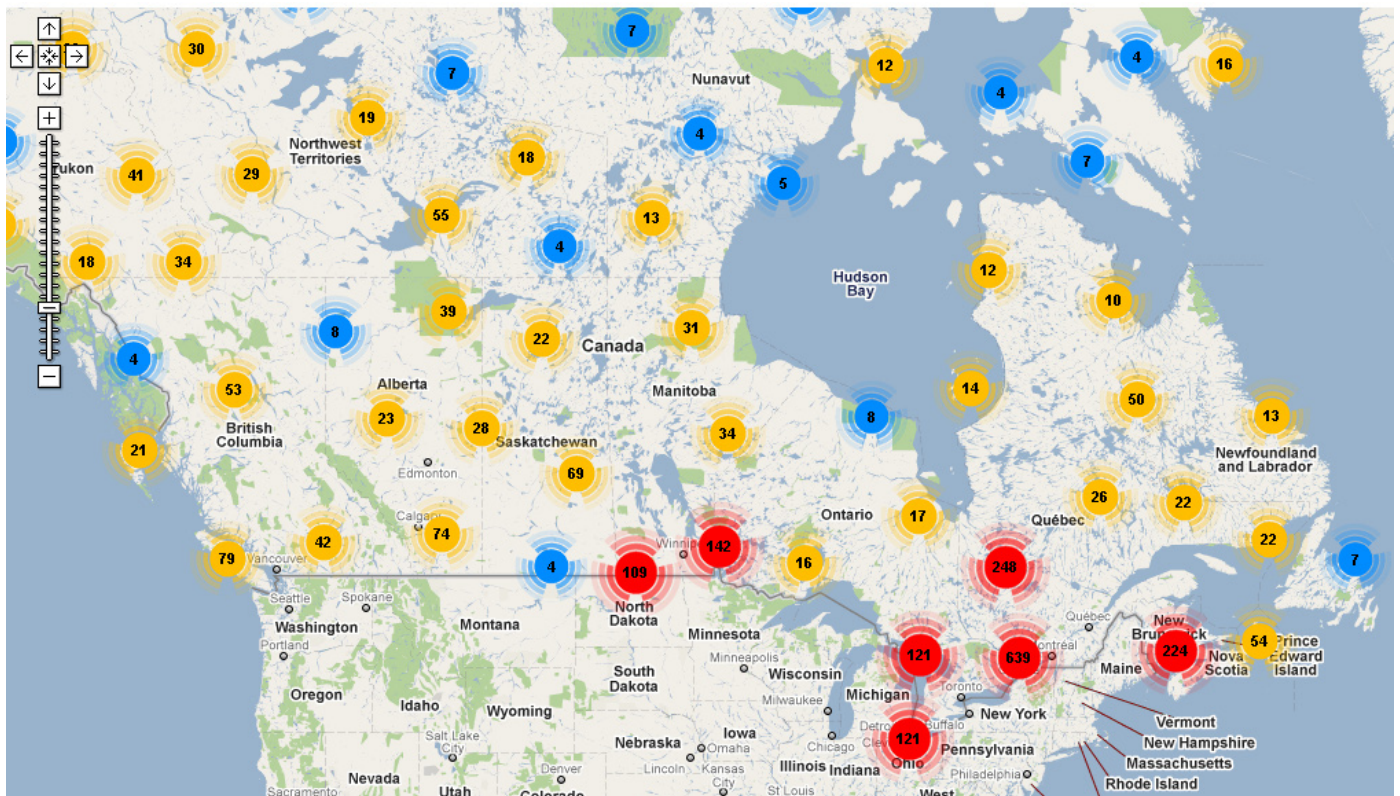 7
30
7
Nunavut
12
4
4
16
19
Northwest
Territories
4
18
7
41
29
5
55
13
4
18
34
12
Hudson
Bay
10
39
8
22
31
Canada
4
53
Alberta
Manitoba
14
50
23
28
British
Columbia
Saskatchewan
34
8
13
21
Edmonton
69
Newfoundland
and Labrador
26
22
74
17
Ontario
Québec
42
142
22
79
Vancouver
4
109
16
248
7
Seattle
Spokane
Washington
North
Dakota
Montana
Minnesota
Québec
New
Brunswick
54
Prince
Edward
Island
Portland
Minneapolis
121
639
224
Nova
Scotia
Maine
South
Dakota
Wisconsin
Oregon
Idaho
Michigan
Toronto
Wyoming
Milwaukee
New York
Vermont
Salt Lake
City
Iowa
121
Buffalo
New Hampshire
Nebraska
Omaha
Chicago
Pennsylvania
Massachusetts
Lincoln
Kansas
City
Illinois
Indiana
Ohio
Philadelphia
Rhode Island
Nevada
Utah
Denver
Colorado
St Louis
West
Sacramento